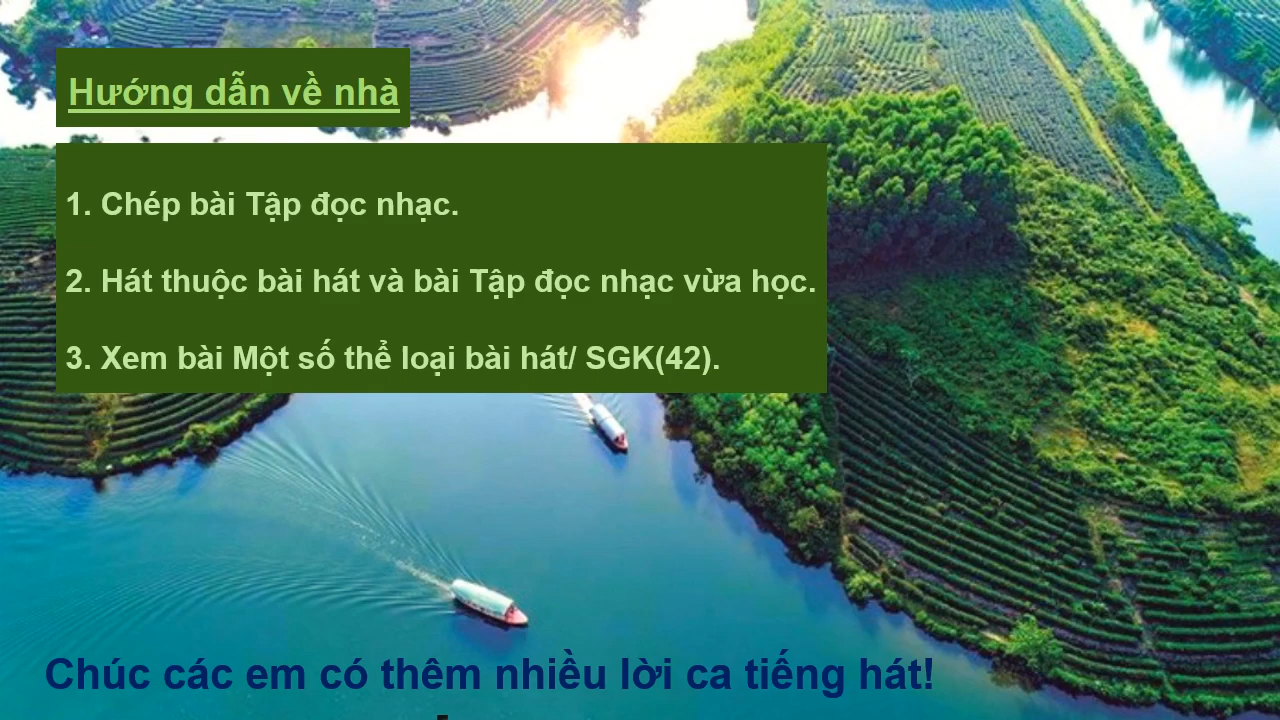 Hướng dẫn về nhà
1. Chép bài Tập đọc nhạc.
2. Hát thuộc bài hát và bài Tập đọc nhạc vừa học.
3. Xem bài Một số thể loại bài hát/ SGK(42).
Chúc các em có thêm nhiều lời ca tiếng hát!